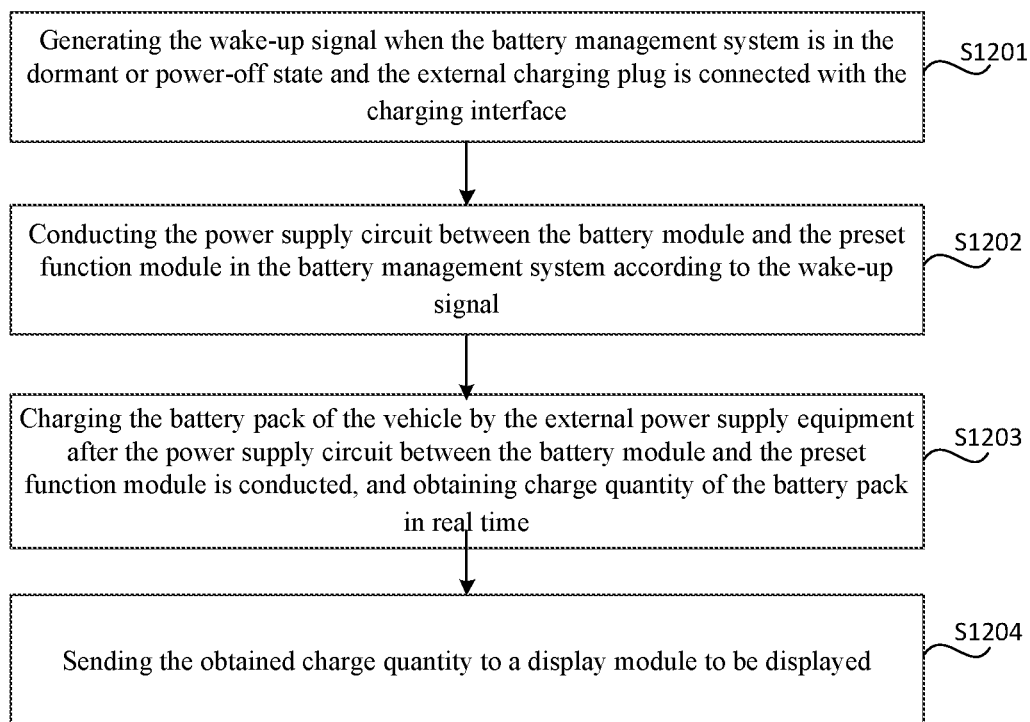 Generating the wake-up signal when the battery management system is in the
dormant or power-off state and the external charging plug is connected with the
charging interface
S1201
Conducting the power supply circuit between the battery module and the preset
function module in the battery management system according to the wake-up
signal
S1202
Charging the battery pack of the vehicle by the external power supply equipment
after the power supply circuit between the battery module and the preset
function module is conducted, and obtaining charge quantity of the battery pack
in real time
S1203
Sending the obtained charge quantity to a display module to be displayed
S1204